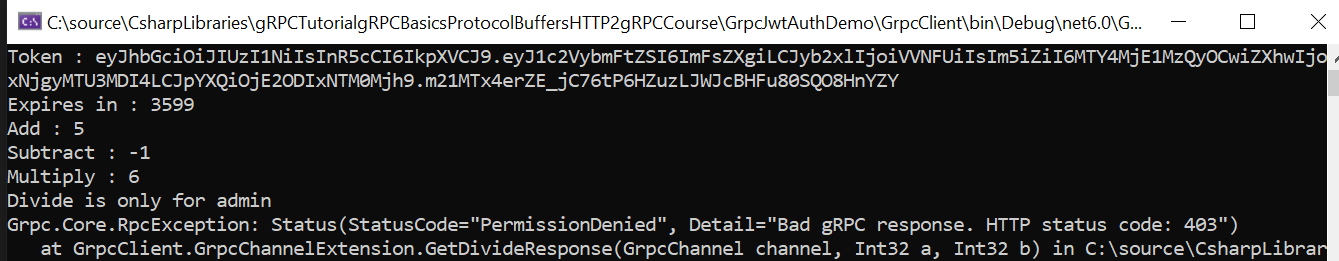 C:\source\CsharpLibraries\gRPCTutorialgRPCBasicsProtocolBuffersHTTP2gRPCCourse\GrpcJwtAuthDemo\GrpcClient\bin\Debug\net6.0\G...
Token : eyJhbGciOiJIUzI1NiIsInR5cCI6IkpXVCJ9.eyJ1c2VybmFtZSI6ImFsZXgiLCJyb2xlIjoiVVNFUiIsIm5iZiI6MTY4MjE1MzQyOCwiZXhwIjo
xNjgyMTU3MDI4LCJpYXQiOjE2ODIxNTM0Mjh9.m21MTx4erZE_jC76tP6HZuzLJWJcBHFu80SQO8HnYZY
Expires in : 3599
Add : 5
Subtract : -1
Multiply : 6
Divide is only for admin
Grpc.Core.RpcException: Status(StatusCode="PermissionDenied", Detail="Bad gRPC response. HTTP status code: 403")
at GrpcClient.GrpcChannelExtension.GetDivideResponse(GrpcChannel channel, Int32 a, Int32 b) in C:\source\CsharpLibrar